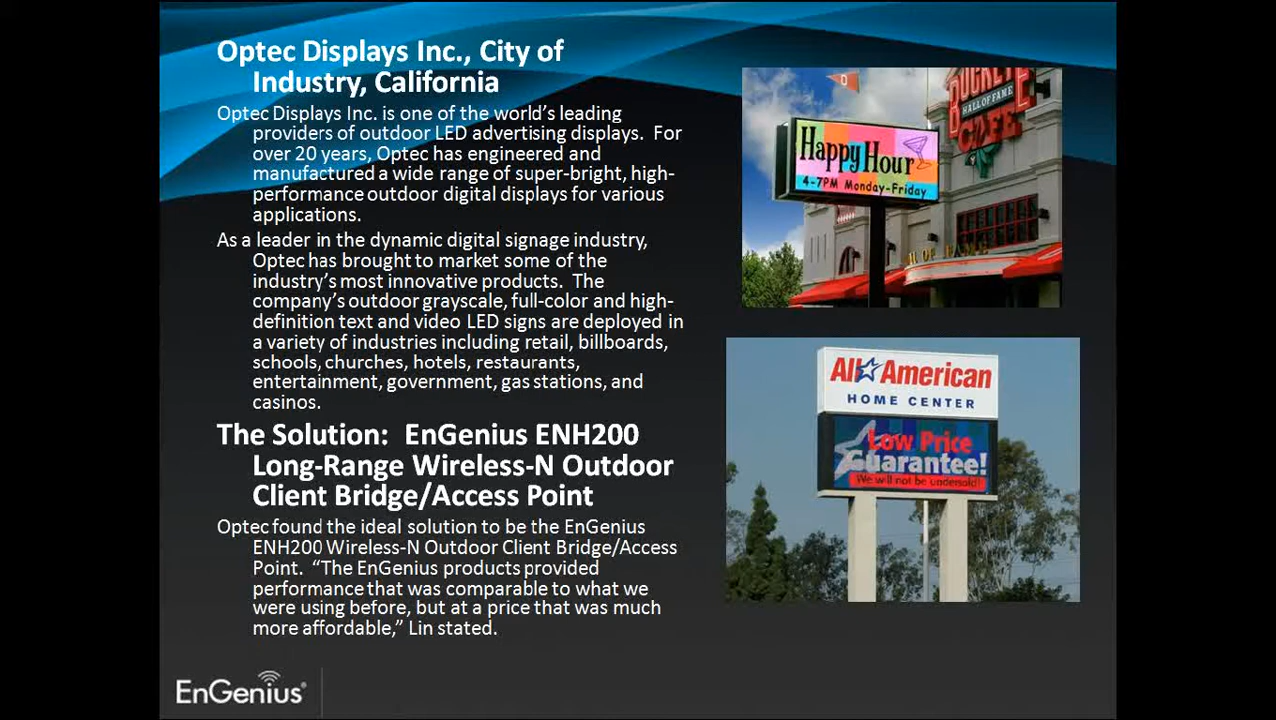 Optec Displays Inc., City of
Industry, California
Optec Displays Inc. is one of the world's leading
providers of outdoor LED advertising displays. For
over 20 years, Optec has engineered and
manufactured a wide range of super-bright, high-
performance outdoor digital displays for various
applications.
As a leader in the dynamic digital signage industry,
Optec has brought to market some of the
industry's most innovative products. The
company's outdoor grayscale, full-color and high-
definition text and video LED signs are deployed in
a variety of industries including retail, billboards,
schools, churches, hotels, restaurants,
entertainment, government, gas stations, and
casinos.
The Solution: EnGenius ENH200
Long-Range Wireless-N Outdoor
Client Bridge/Access Point
Optec found the ideal solution to be the EnGenius
ENH200 Wireless-N Outdoor Client Bridge/Access
Point. “The EnGenius products provided
performance that was comparable to what we
were using before, but at a price that was much
more affordable,” Lin stated.
BUCKEYE
HALL OF FAME
CAFE
Happy Hour
4-7PM Monday-Friday
OF FAME
All American
HOME CENTER
Low Price
Guarantee!
We will not be undersold!
EnGenius®